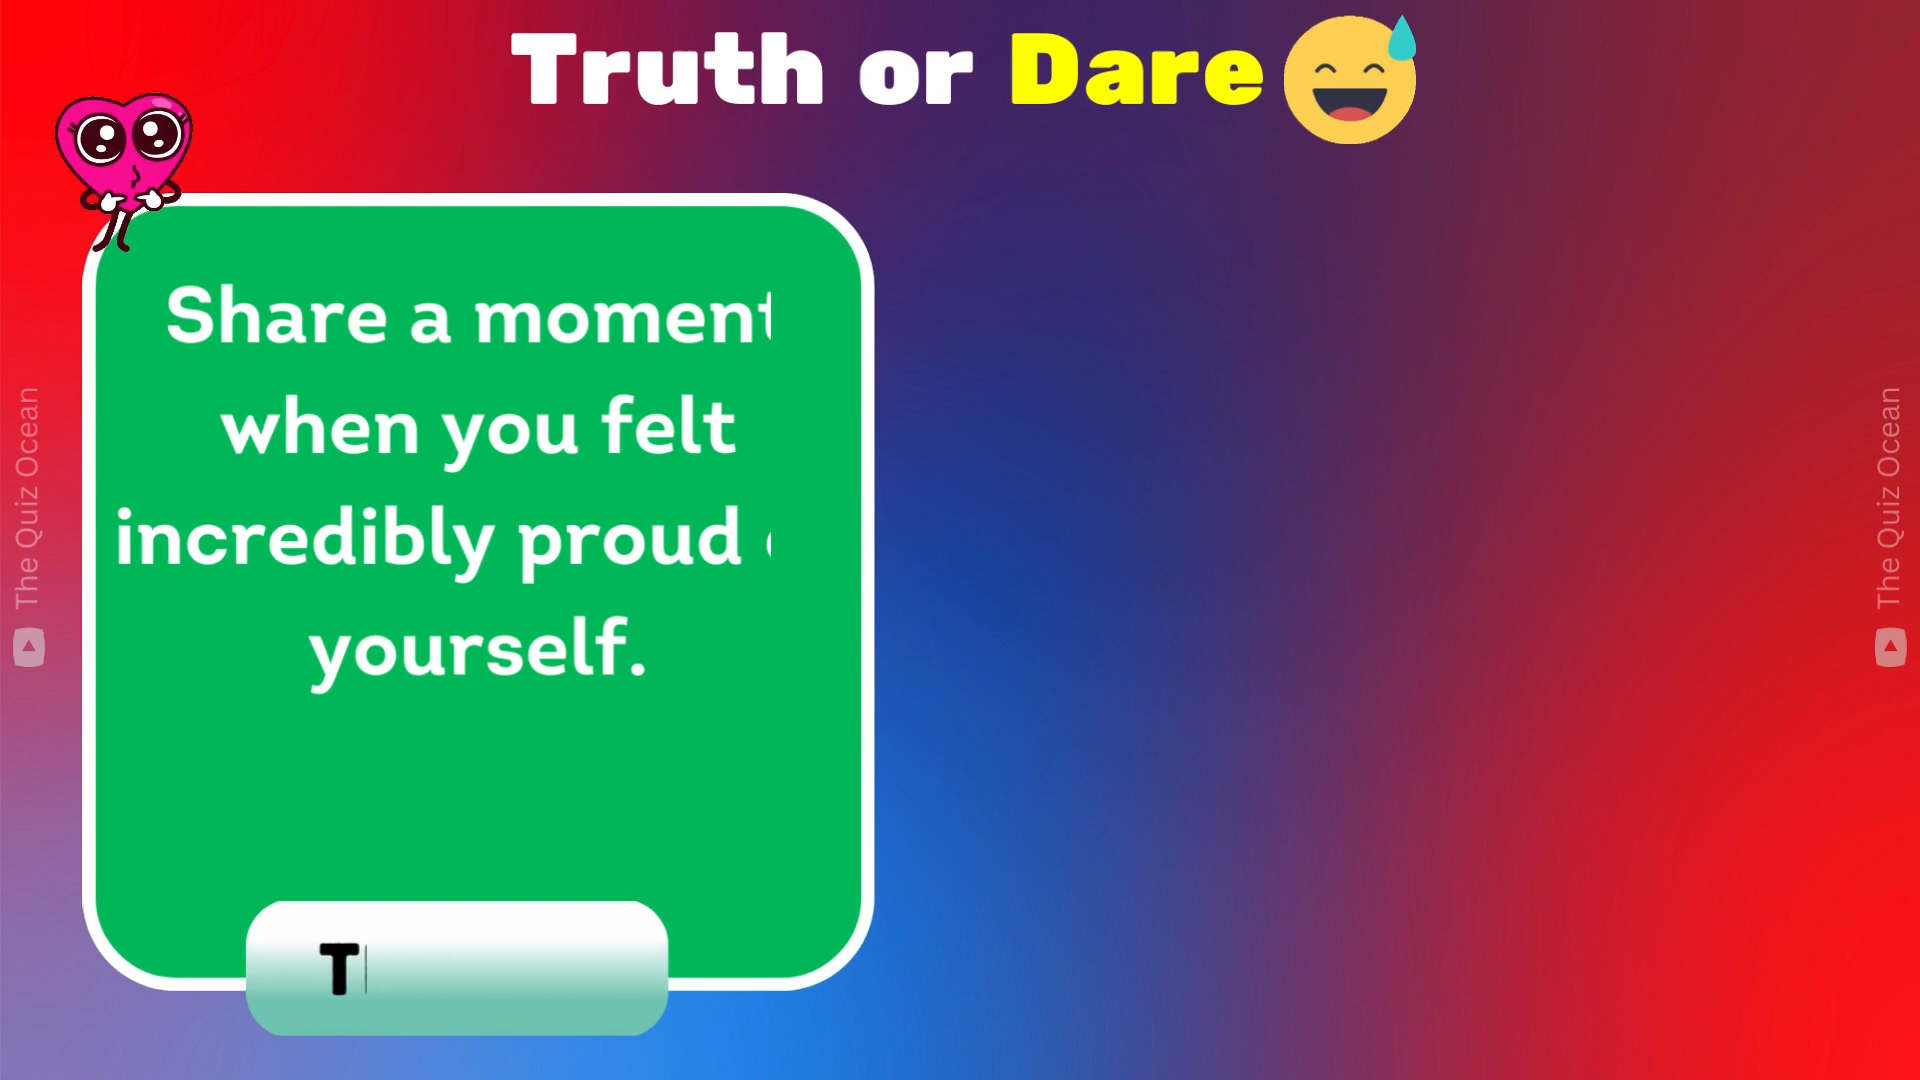 Truth or Dare
Share a moment
when you felt
incredibly proud
yourself.
T
The Quiz Ocean
The Quiz Ocean